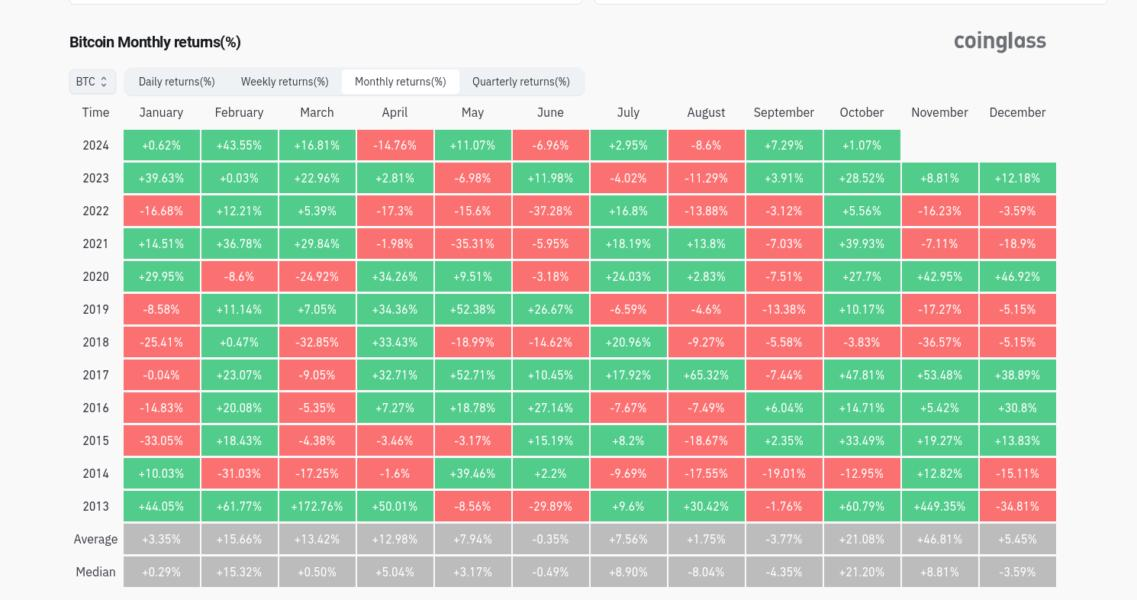 Bitcoin Monthly returns(%)
coinglass
BTC Daily returns(%) Weekly returns(%) Monthly returns(%) Quarterly returns(%)
Time January February March April May June July August September October November December
2024 +0.62% +43.55% +16.81% -14.76% +11.07% -6.96% +2.95% -8.6% +7.29% +1.07%
2023 +39.63% +0.03% +22.96% +2.81% -6.98% +11.98% -4.02% -11.29% +3.91% +28.52% +8.81% +12.18%
2022 -16.68% +12.21% +5.39% -17.3% -15.6% -37.28% +16.8% -13.88% -3.12% +5.56% -16.23% -3.59%
2021 +14.51% +36.78% +29.84% -1.98% -35.31% -5.95% +18.19% +13.8% -7.03% +39.93% -7.11% -18.9%
2020 +29.95% -8.6% -24.92% +34.26% +9.51% -3.18% +24.03% +2.83% -7.51% +27.7% +42.95% +46.92%
2019 -8.58% +11.14% +7.05% +34.36% +52.38% +26.67% -6.59% -4.6% -13.38% +10.17% -17.27% -5.15%
2018 -25.41% +0.47% -32.85% +33.43% -18.99% -14.62% +20.96% -9.27% -5.58% -3.83% -36.57% -5.15%
2017 -0.04% +23.07% -9.05% +32.71% +52.71% +10.45% +17.92% +65.32% -7.44% +47.81% +53.48% +38.89%
2016 -14.83% +20.08% -5.35% +7.27% +18.78% +27.14% -7.67% -7.49% +6.04% +14.71% +5.42% +30.8%
2015 -33.05% +18.43% -4.38% -3.46% -3.17% +15.19% +8.2% -18.67% +2.35% +33.49% +19.27% +13.83%
2014 +10.03% -31.03% -17.25% -1.6% +39.46% +2.2% -9.69% -17.55% -19.01% -12.95% +12.82% -15.11%
2013 +44.05% +61.77% +172.76% +50.01% -8.56% -29.89% +9.6% +30.42% -1.76% +60.79% +449.35% -34.81%
Average +3.35% +15.66% +13.42% +12.98% +7.94% -0.35% +7.56% +1.75% -3.77% +21.08% +46.81% +5.45%
Median +0.29% +15.32% +0.50% +5.04% +3.17% -0.49% +8.90% -8.04% -4.35% +21.20% +8.81% -3.59%